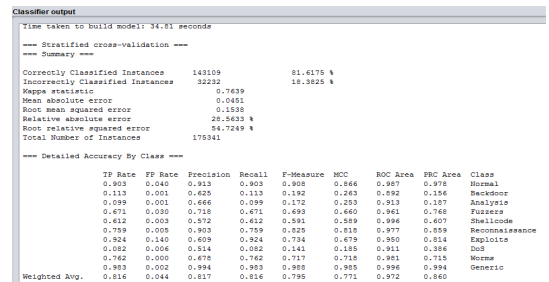 Classifier output
Time taken to build model: 34.81 seconds
=== Stratified cross-validation ===
=== Summary ===
Correctly Classified Instances 143109 81.6175 %
Incorrectly Classified Instances 32232 18.3825 %
Kappa statistic 0.7639
Mean absolute error 0.0451
Root mean squared error 0.1538
Relative absolute error 28.5633 %
Root relative squared error 54.7249 %
Total Number of Instances 175341
=== Detailed Accuracy By Class ===
TP Rate FP Rate Precision Recall F-Measure MCC ROC Area PRC Area Class
0.903 0.040 0.913 0.903 0.908 0.866 0.987 0.978 Normal
0.113 0.001 0.625 0.113 0.192 0.263 0.892 0.156 Backdoor
0.099 0.001 0.666 0.099 0.172 0.253 0.913 0.187 Analysis
0.671 0.030 0.718 0.671 0.693 0.660 0.961 0.768 Fuzzers
0.612 0.003 0.572 0.612 0.591 0.589 0.996 0.607 Shellcode
0.759 0.005 0.903 0.759 0.825 0.818 0.977 0.859 Reconnaissance
0.924 0.140 0.609 0.924 0.734 0.679 0.950 0.814 Exploits
0.082 0.006 0.514 0.082 0.141 0.185 0.911 0.386 DoS
0.762 0.000 0.678 0.762 0.717 0.718 0.981 0.715 Worms
0.983 0.002 0.994 0.983 0.988 0.985 0.996 0.994 Generic
Weighted Avg. 0.816 0.044 0.817 0.816 0.795 0.771 0.972 0.860